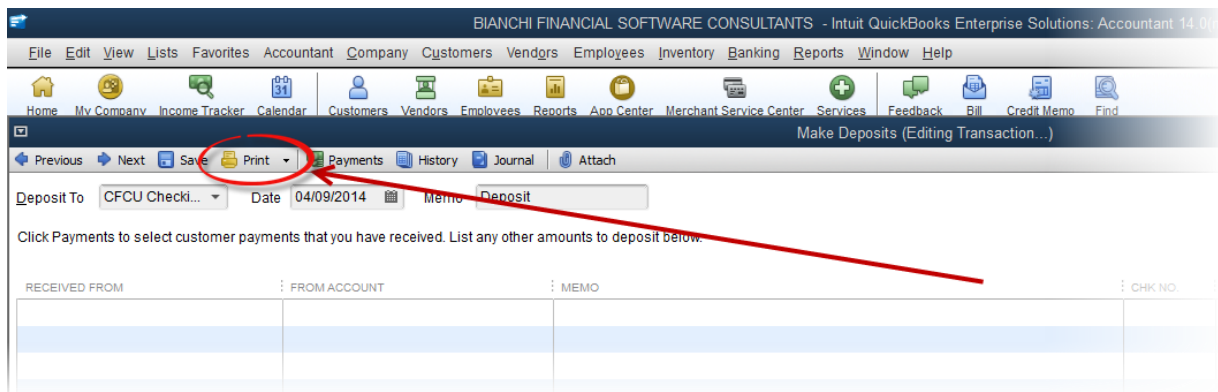 BIANCHI FINANCIAL SOFTWARE CONSULTANTS - Intuit QuickBooks Enterprise Solutions: Accountant 14.0
File Edit View Lists Favorites Accountant Company Customers Vendors Employees Inventory Banking Reports Window Help
31
Home My Company Income Tracker Calendar Customers Vendors Employees Reports App Center Merchant Service Center Services Feedback Bill Credit Memo Find
Make Deposits (Editing Transaction...)
Previous Next Save Print Payments History Journal Attach
Deposit To CFCU Checki... Date 04/09/2014 Memo Deposit
Click Payments to select customer payments that you have received. List any other amounts to deposit below.
RECEIVED FROM FROM ACCOUNT MEMO CHK NO.